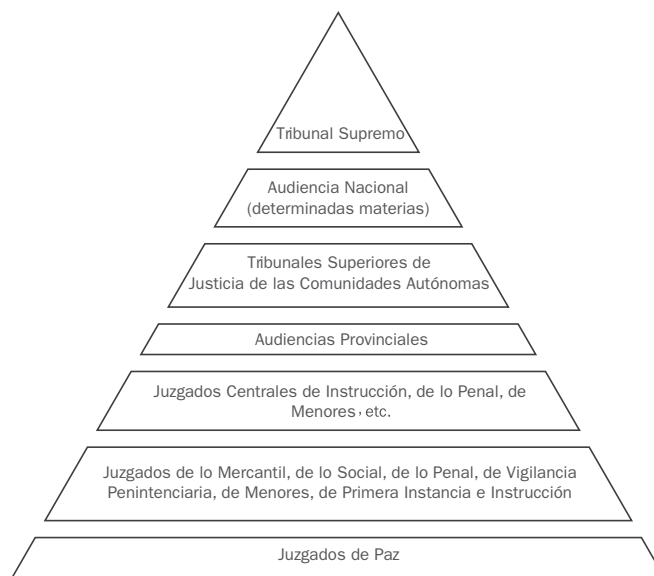 Tribunal Supremo
Audiencia Nacional
(determinadas materias)
Tribunales Superiores de
Justicia de las Comunidades Autónomas
Audiencias Provinciales
Juzgados Centrales de Instrucción, de lo Penal, de
Menores, etc.
Juzgados de lo Mercantil, de lo Social, de lo Penal, de Vigilancia
Penintenciaria, de Menores, de Primera Instancia e Instrucción
Juzgados de Paz